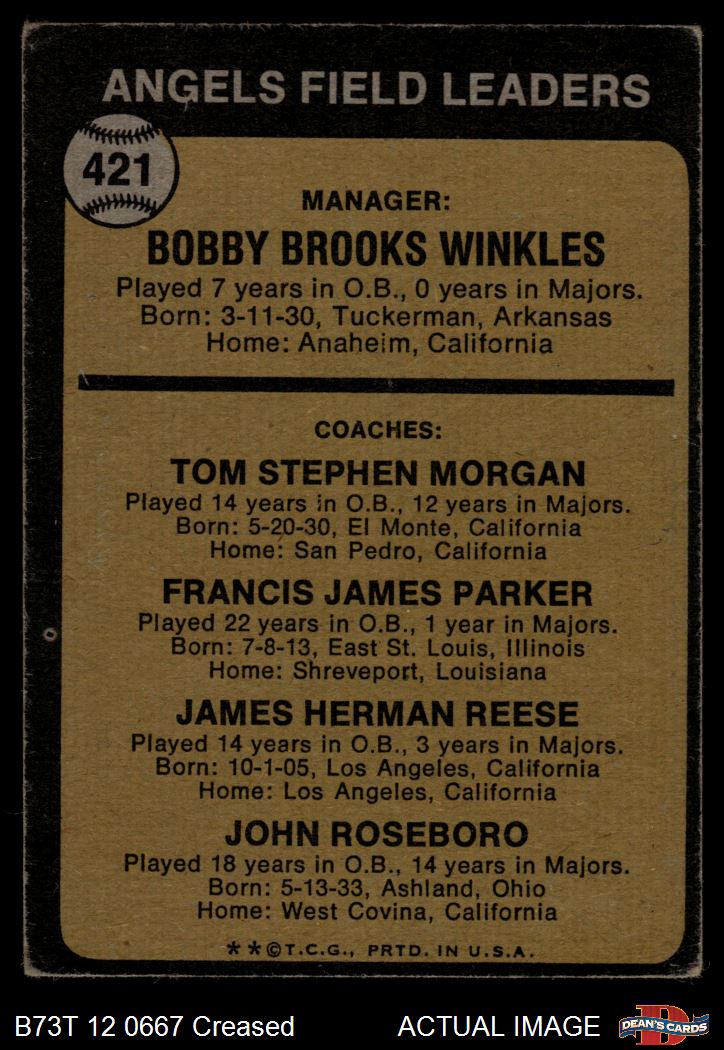 ANGELS FIELD LEADERS
421
MANAGER:
BOBBY BROOKS WINKLES
Played 7 years in O.B., 0 years in Majors.
Born: 3-11-30, Tuckerman, Arkansas
Home: Anaheim, California
COACHES:
TOM STEPHEN MORGAN
Played 14 years in O.B., 12 years in Majors.
Born: 5-20-30, El Monte, California
Home: San Pedro, California
FRANCIS JAMES PARKER
Played 22 years in O.B., 1 year in Majors.
Born: 7-8-13, East St. Louis, Illinois
Home: Shreveport, Louisiana
JAMES HERMAN REESE
Played 14 years in O.B., 3 years in Majors.
Born: 10-1-05, Los Angeles, California
Home: Los Angeles, California
JOHN ROSEBORO
Played 18 years in O.B., 14 years in Majors.
Born: 5-13-33, Ashland, Ohio
Home: West Covina, California
**©T.C.G., PRTD. IN U.S.A.
B73T 12 0667 Creased ACTUAL IMAGE
D
DEAN'S CARDS